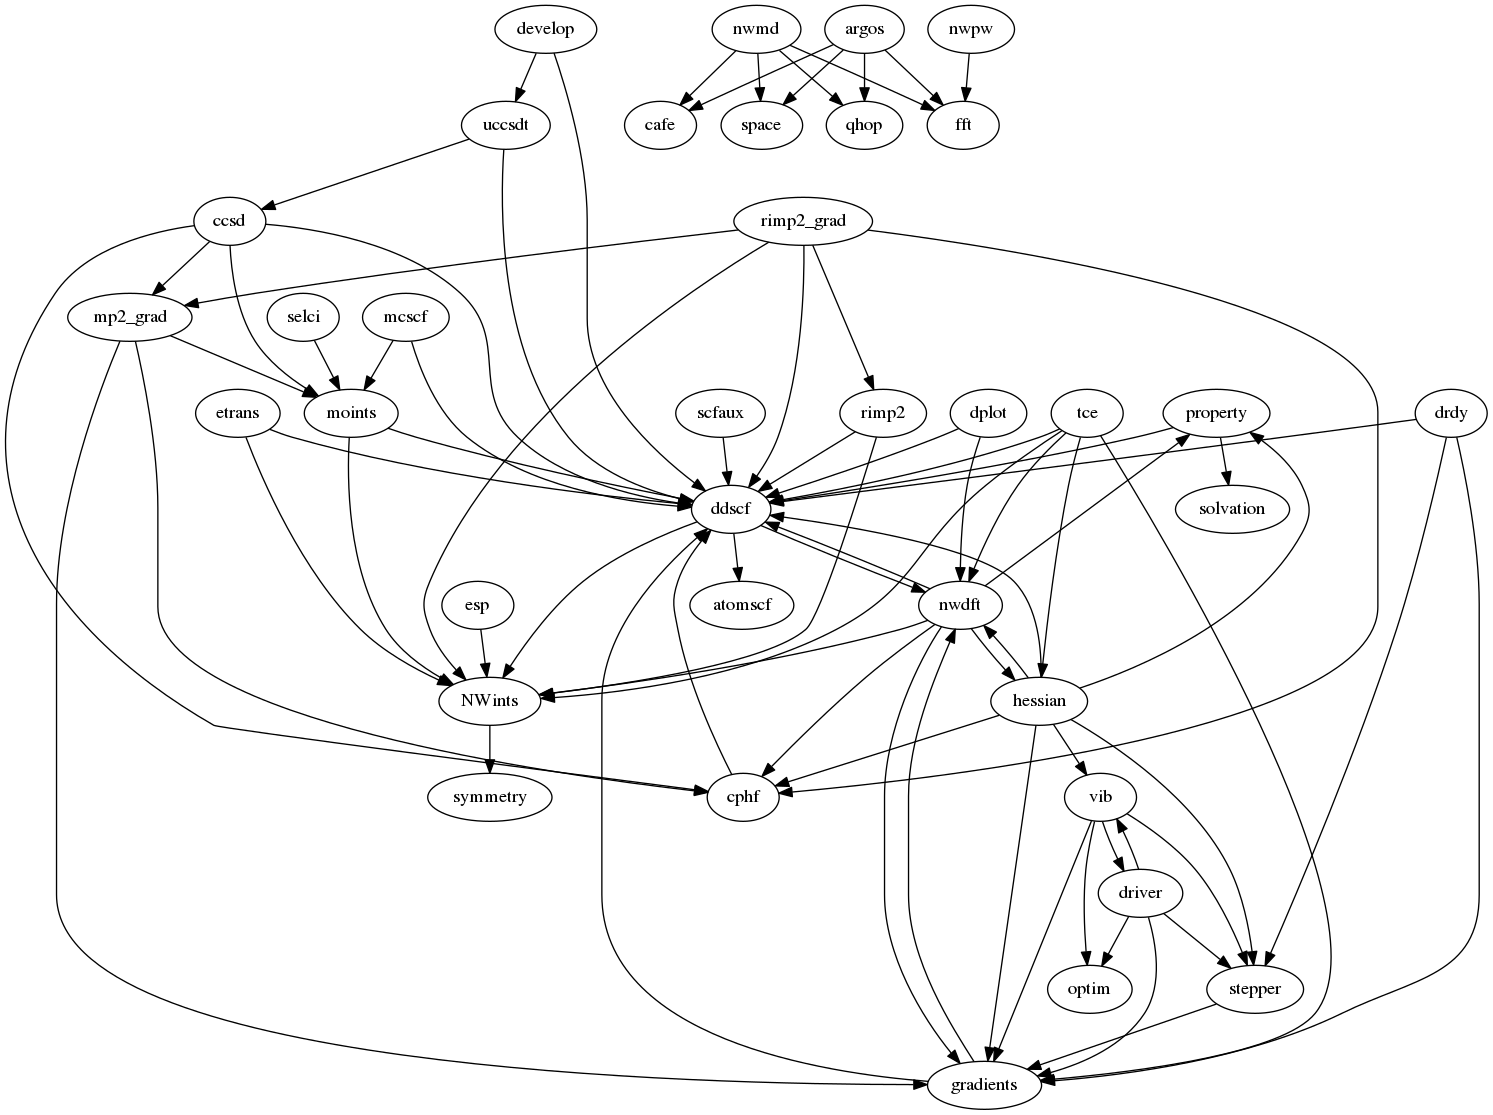 develop
nwmd
argos
nwpw
uccsdt
cafe
space
qhop
fft
ccsd
rimp2_grad
mp2_grad
selci
mcscf
etrans
moints
scfaux
rimp2
dplot
tce
property
drdy
ddscf
solvation
esp
atomscf
nwdft
NWints
hessian
symmetry
cphf
vib
driver
optim
stepper
gradients